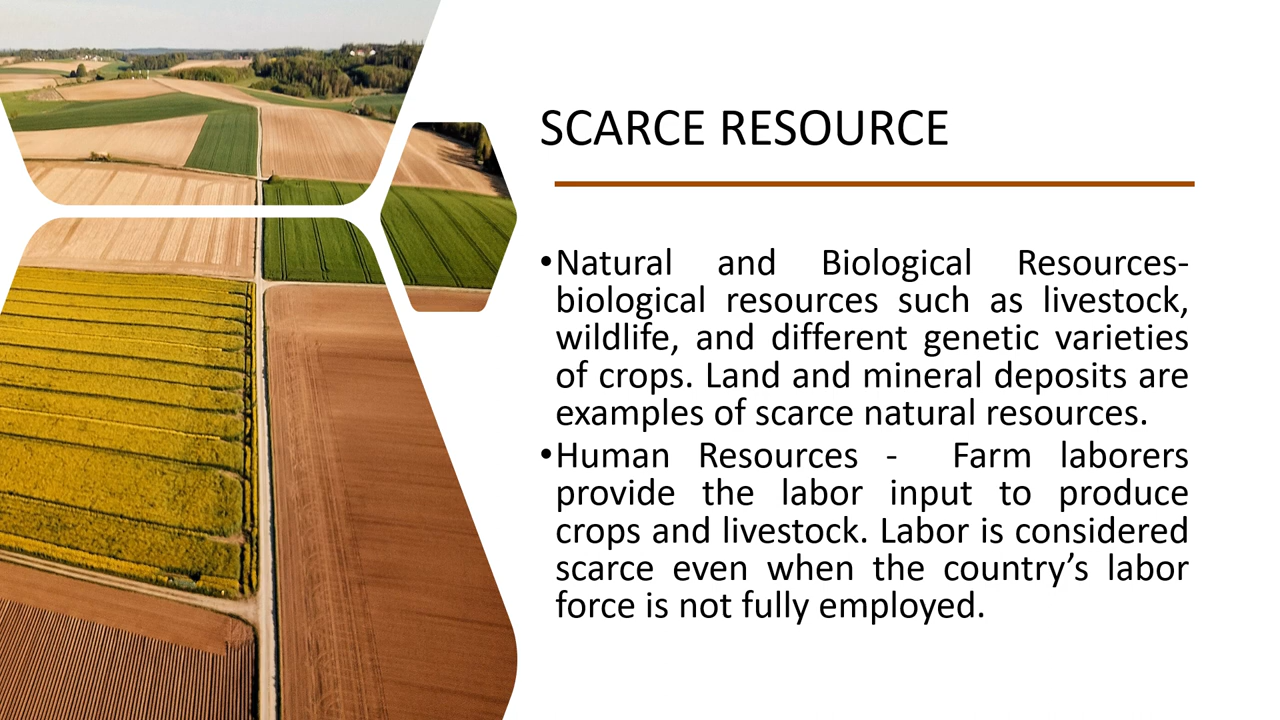 SCARCE RESOURCE
•Natural and Biological Resources-
biological resources such as livestock,
wildlife, and different genetic varieties
of crops. Land and mineral deposits are
examples of scarce natural resources.
•Human Resources - Farm laborers
provide the labor input to produce
crops and livestock. Labor is considered
scarce even when the country’s labor
force is not fully employed.